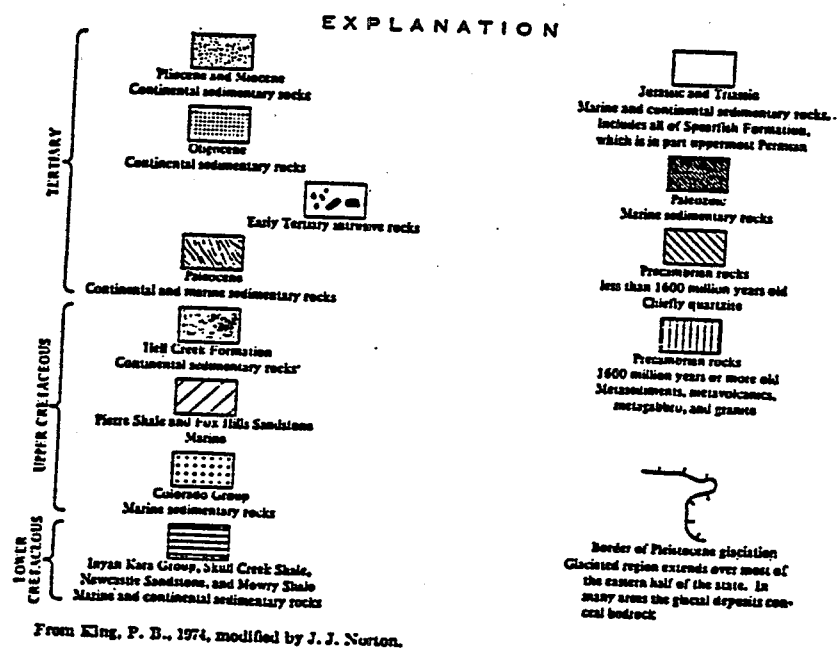 EXPLANATION
TERTIARY
Pliocene and Miocene
Continental sedimentary rocks
Oligocene
Continental sedimentary rocks
Early Tertiary intrusive rocks
Paleocene
Continental and marine sedimentary rocks
UPPER CRETACEOUS
Hell Creek Formation
Continental sedimentary rocks
Pierre Shale and Fox Hills Sandstone
Marine
Colorado Group
Marine sedimentary rocks
LOWER
CRETACEOUS
Inyan Kara Group, Skull Creek Shale,
Newcastle Sandstone, and Mowry Shale
Marine and continental sedimentary rocks
Jurassic and Triassic
Marine and continental sedimentary rocks.
Includes all of Spearfish Formation,
which is in part uppermost Permian
Paleozoic
Marine sedimentary rocks
Precambrian rocks
less than 1600 million years old
Chiefly quartzite
Precambrian rocks
1600 million years or more old
Metasediments, metavolcanics,
metagabbro, and granite
Border of Pleistocene glaciation
Glaciated region extends over most of
the eastern half of the state. In
many areas the glacial deposits con-
ceal bedrock
From King, P. B., 1974, modified by J. J. Norton.